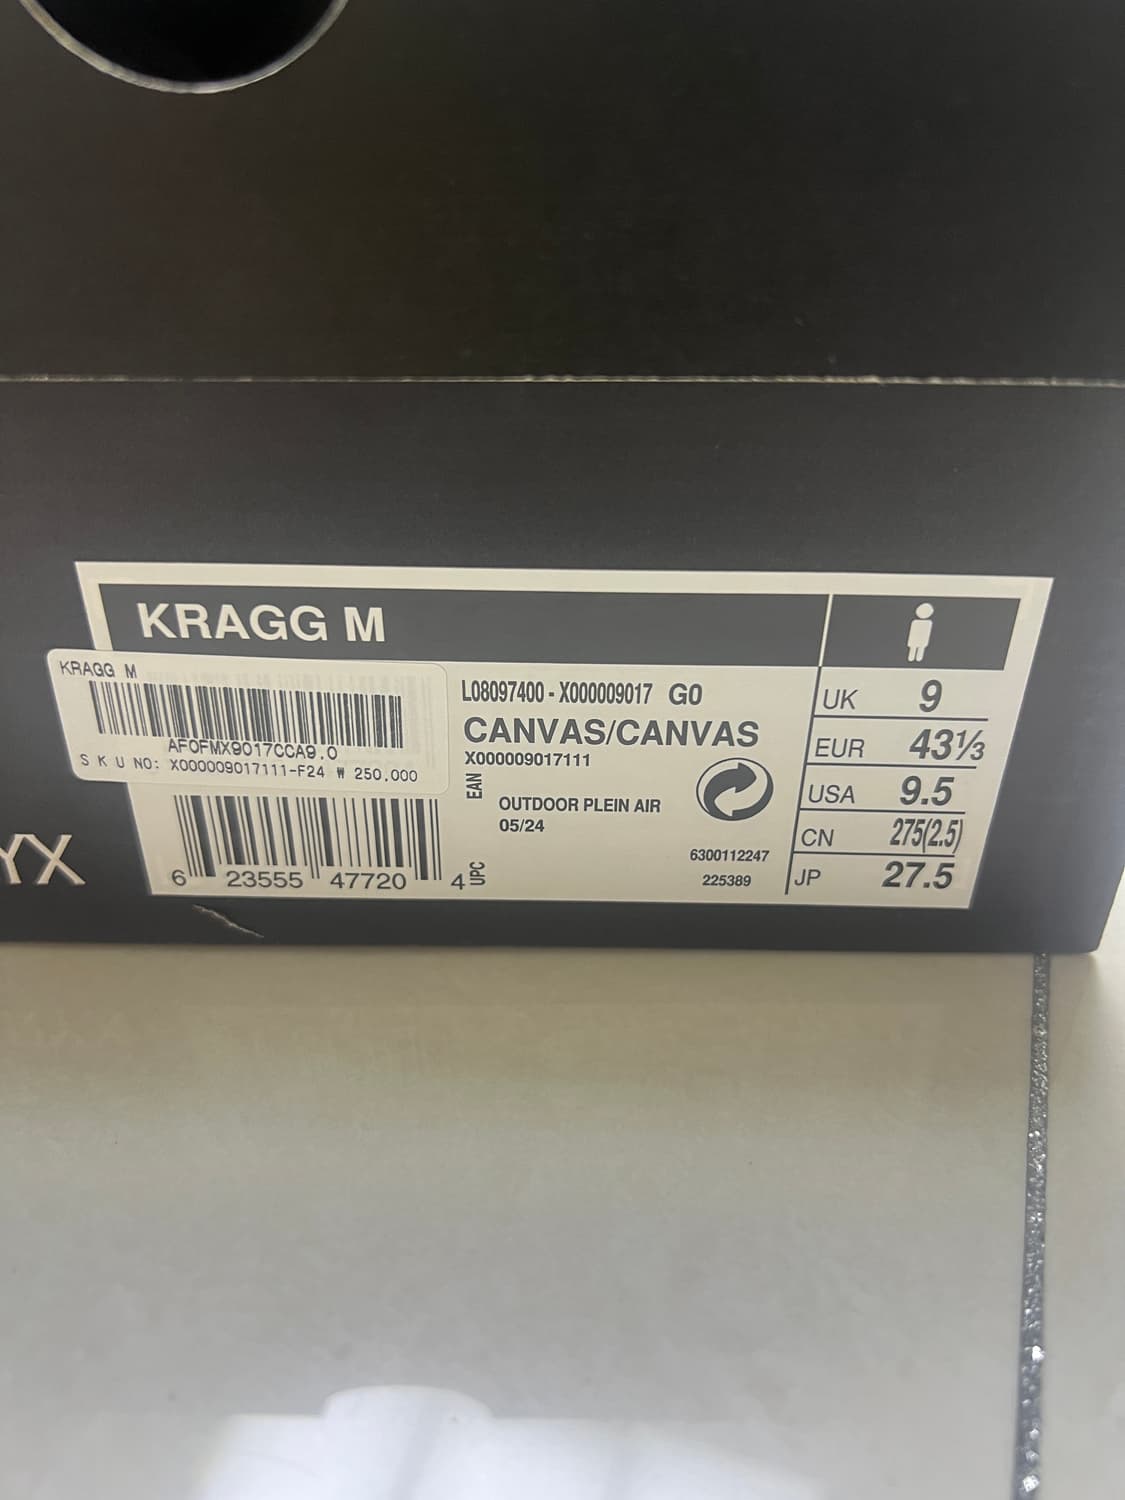 KRAGG M
KRAGG M
AFOFMX9017CCA9.0
S K U NO: X000009017111-F24 ₩ 250,000
L08097400 - X000009017 G0
CANVAS/CANVAS
X000009017111
EAN
OUTDOOR PLEIN AIR
05/24
6 23555 47720 4
UPC
6300112247
225389
UK 9
EUR 43⅓
USA 9.5
CN 275(2.5)
JP 27.5
YX